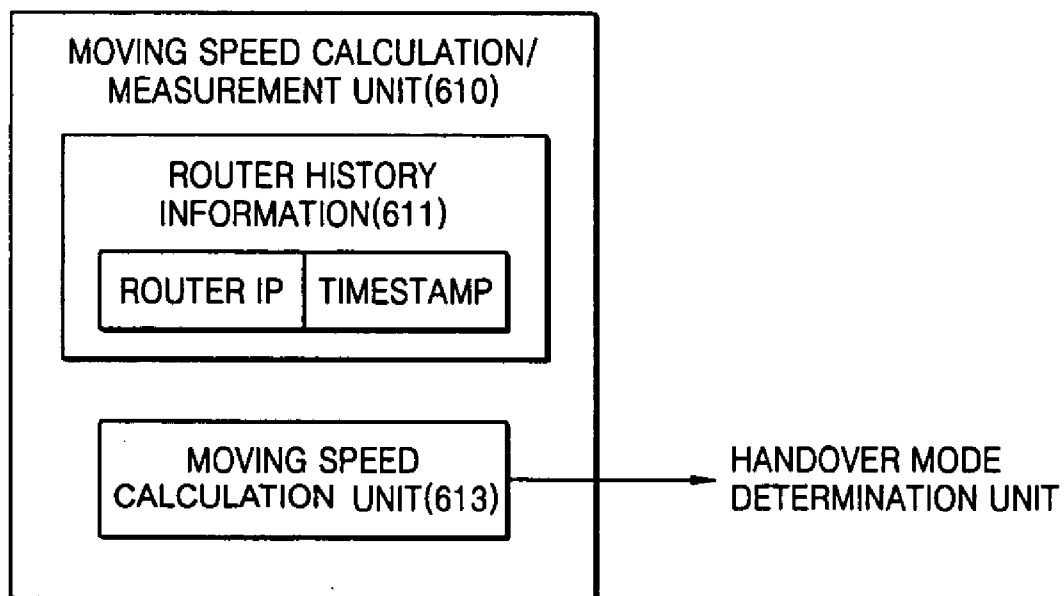 MOVING SPEED CALCULATION/
MEASUREMENT UNIT(610)
ROUTER HISTORY
INFORMATION(611)
ROUTER IP TIMESTAMP
MOVING SPEED
CALCULATION UNIT(613)
HANDOVER MODE
DETERMINATION UNIT